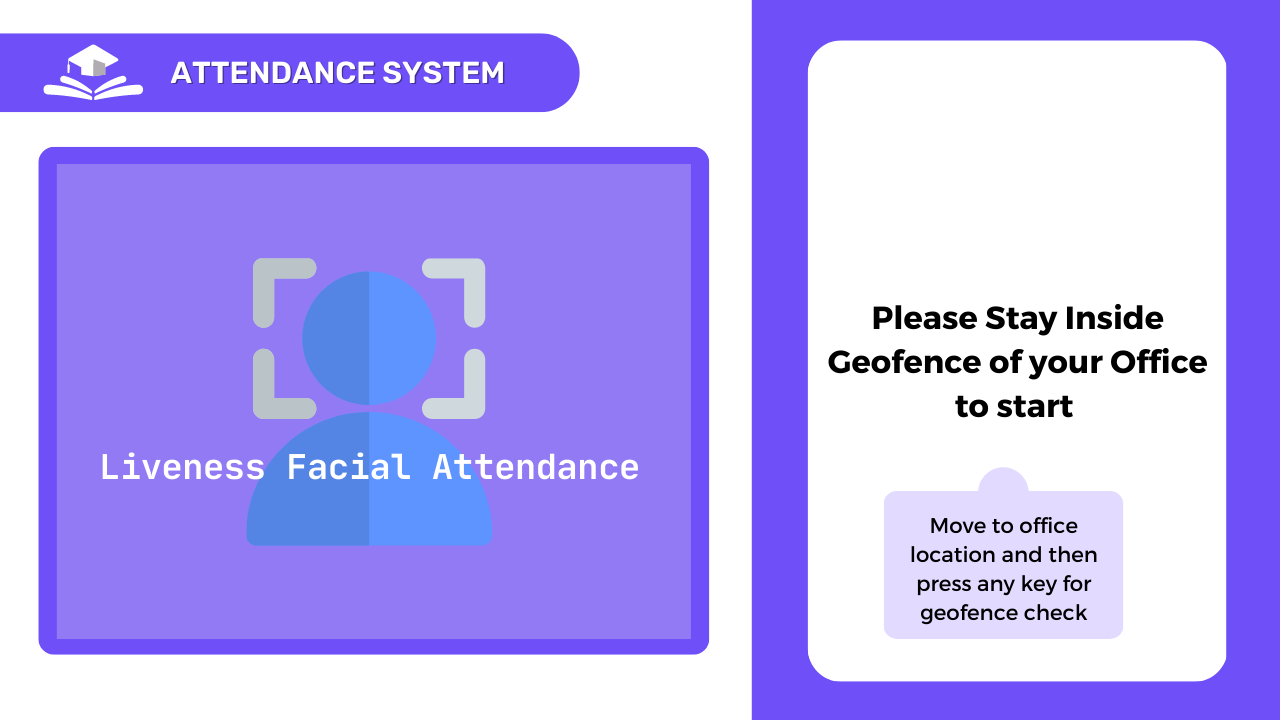 ATTENDANCE SYSTEM
Liveness Facial Attendance
Please Stay Inside
Geofence of your Office
to start
Move to office
location and then
press any key for
geofence check